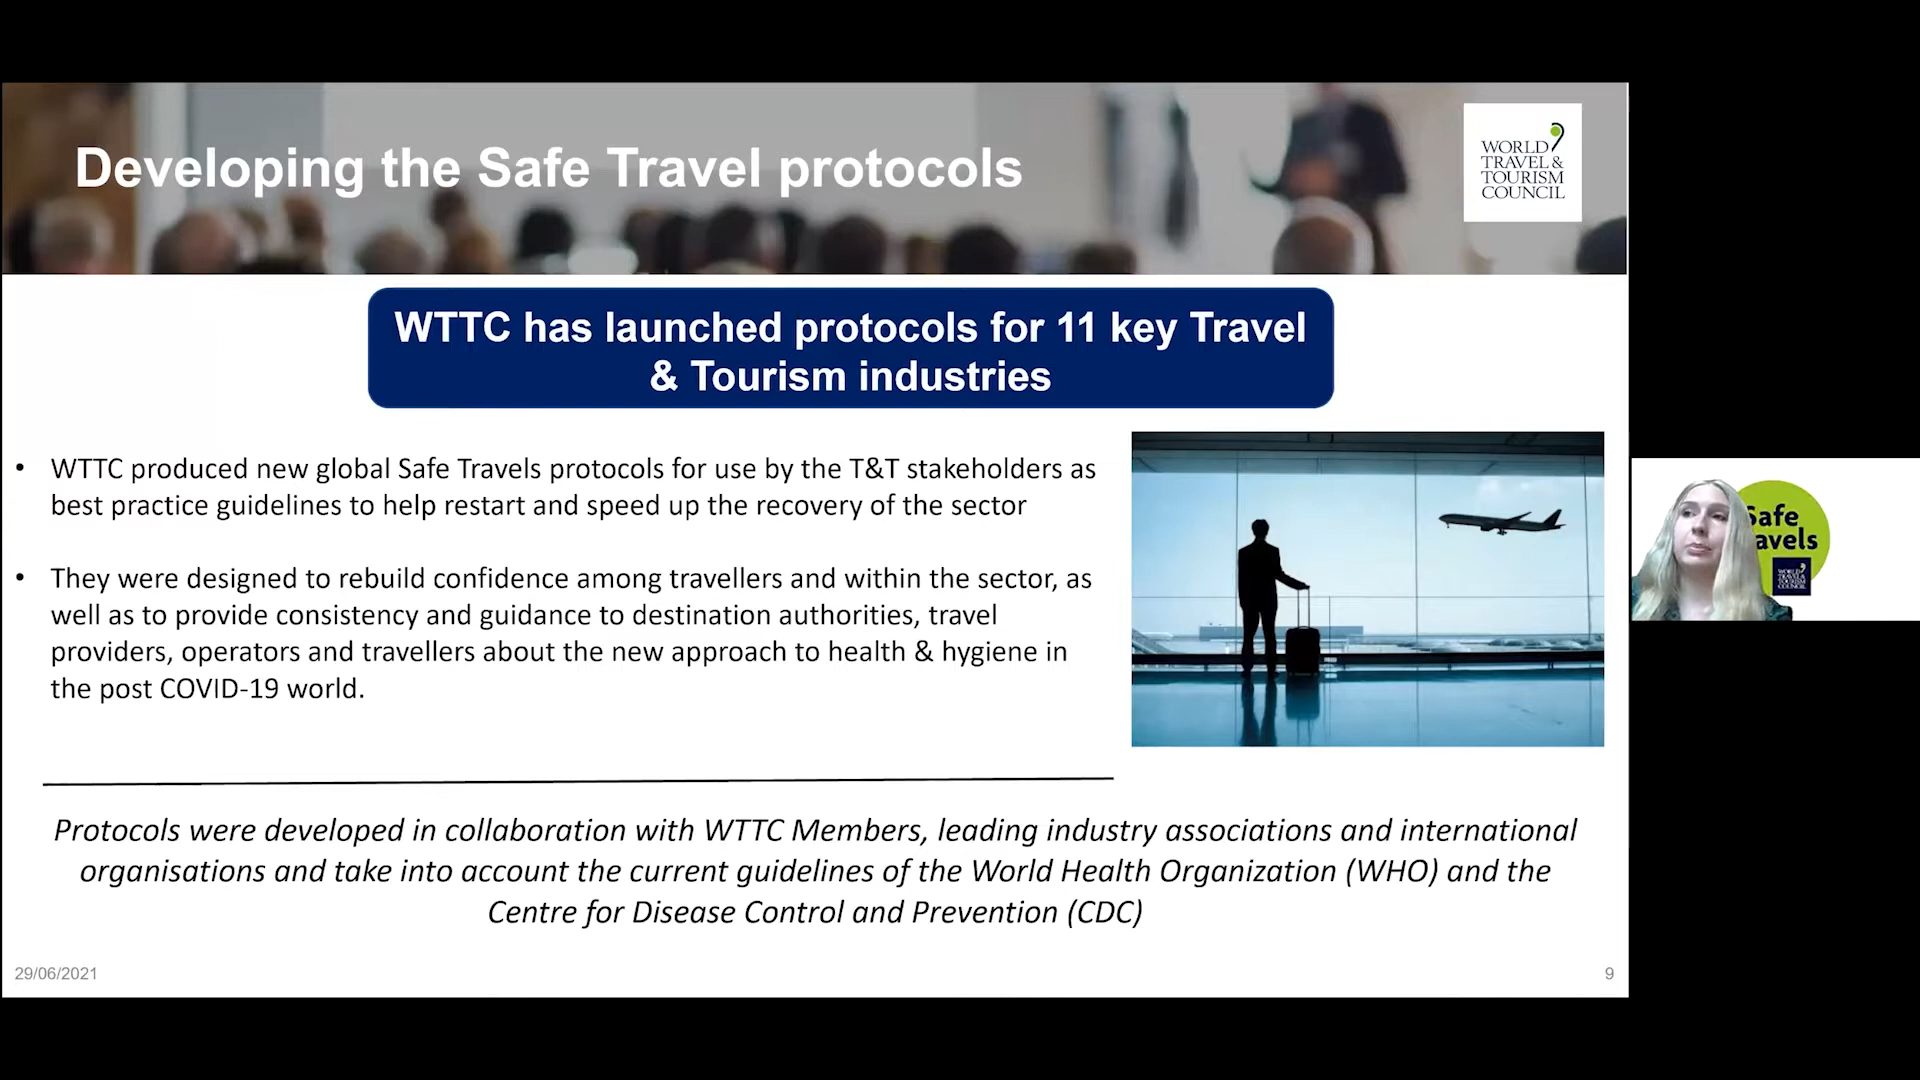 Developing the Safe Travel protocols
WORLD
TRAVEL &
TOURISM
COUNCIL
WTTC has launched protocols for 11 key Travel
& Tourism industries
• WTTC produced new global Safe Travels protocols for use by the T&T stakeholders as
best practice guidelines to help restart and speed up the recovery of the sector
• They were designed to rebuild confidence among travellers and within the sector, as
well as to provide consistency and guidance to destination authorities, travel
providers, operators and travellers about the new approach to health & hygiene in
the post COVID-19 world.
Safe
avels
WORLD
TRAVEL &
TOURISM
COUNCIL
Protocols were developed in collaboration with WTTC Members, leading industry associations and international
organisations and take into account the current guidelines of the World Health Organization (WHO) and the
Centre for Disease Control and Prevention (CDC)
29/06/2021
9